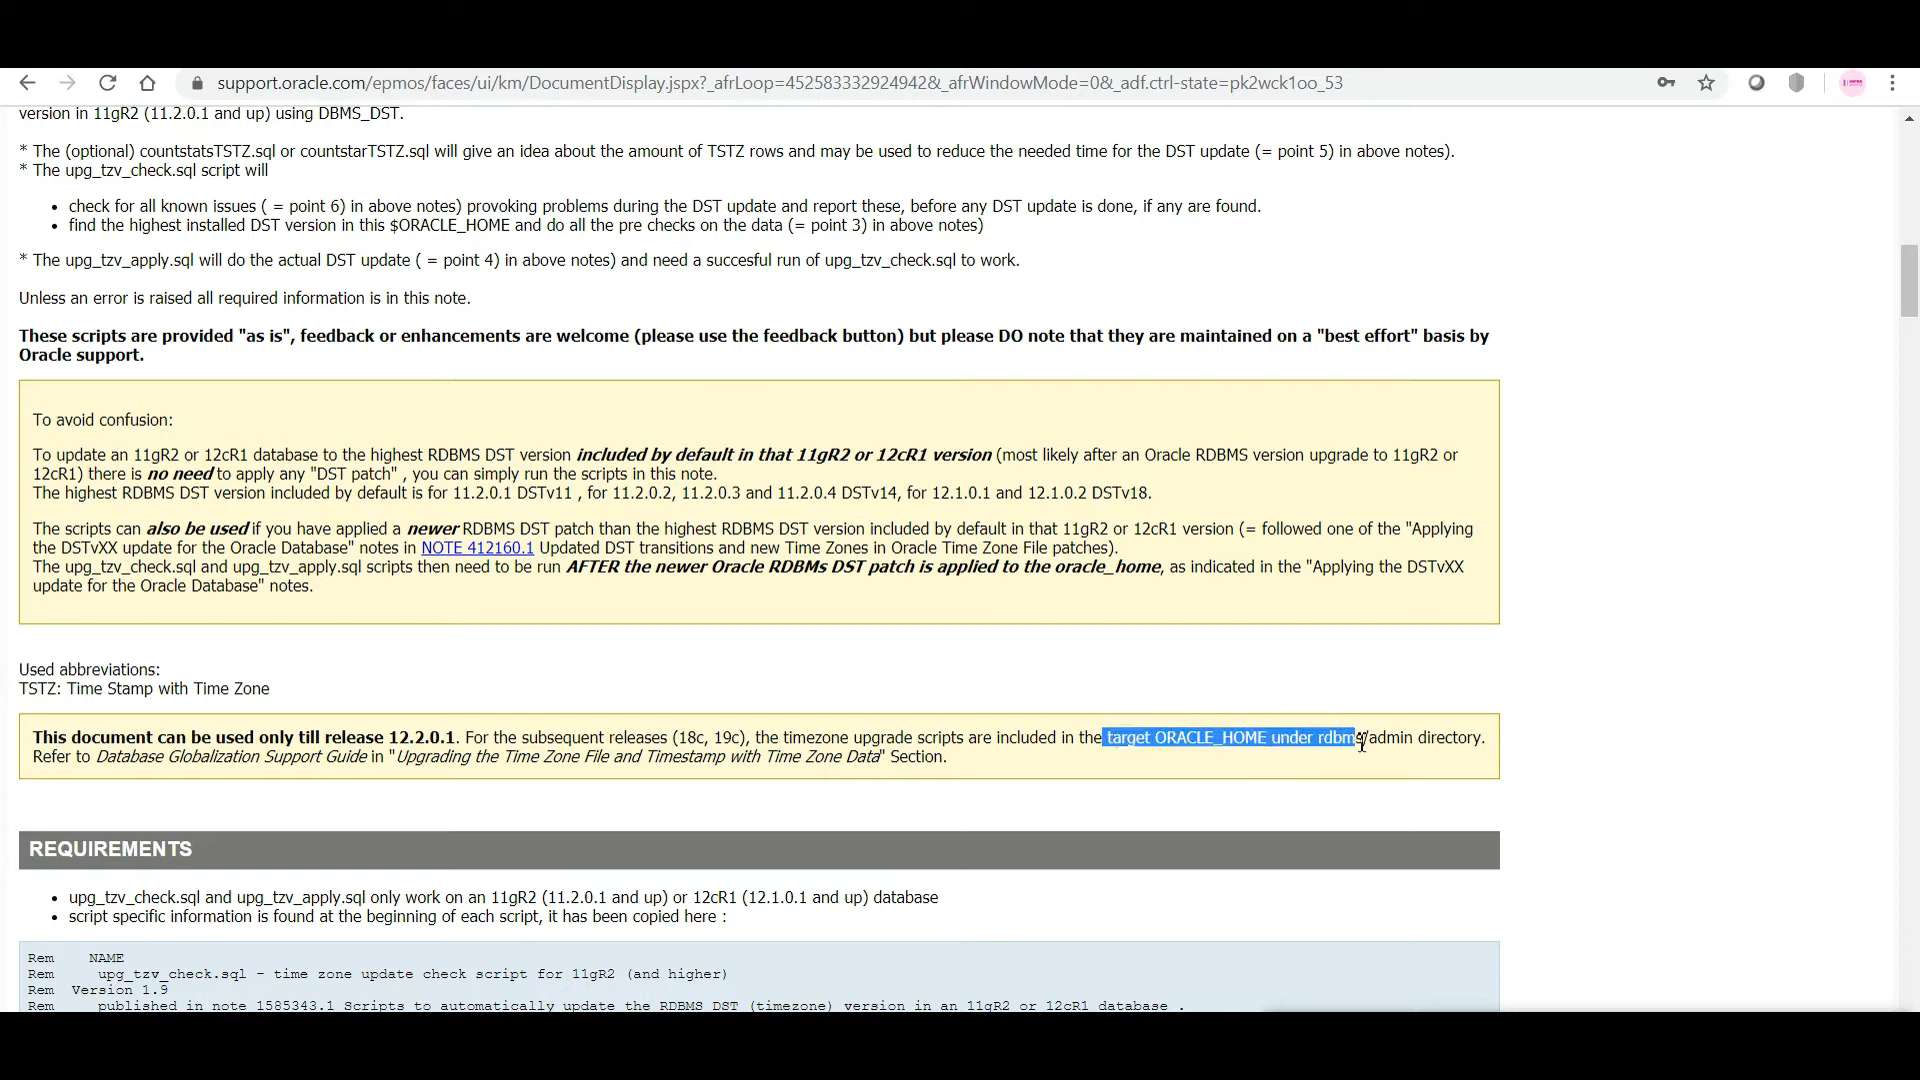 support.oracle.com/epmos/faces/ui/km/DocumentDisplay.jspx?_afrLoop=452583332924942&_afrWindowMode=0&_adf.ctrl-state=pk2wck1oo_53
version in 11gR2 (11.2.0.1 and up) using DBMS_DST.
* The (optional) countstatsTSTZ.sql or countstarTSTZ.sql will give an idea about the amount of TSTZ rows and may be used to reduce the needed time for the DST update (= point 5) in above notes).
* The upg_tzv_check.sql script will
• check for all known issues ( = point 6) in above notes) provoking problems during the DST update and report these, before any DST update is done, if any are found.
• find the highest installed DST version in this $ORACLE_HOME and do all the pre checks on the data (= point 3) in above notes)
* The upg_tzv_apply.sql will do the actual DST update ( = point 4) in above notes) and need a succesful run of upg_tzv_check.sql to work.
Unless an error is raised all required information is in this note.
These scripts are provided "as is", feedback or enhancements are welcome (please use the feedback button) but please DO note that they are maintained on a "best effort" basis by
Oracle support.
To avoid confusion:
To update an 11gR2 or 12cR1 database to the highest RDBMS DST version included by default in that 11gR2 or 12cR1 version (most likely after an Oracle RDBMS version upgrade to 11gR2 or
12cR1) there is no need to apply any "DST patch" , you can simply run the scripts in this note.
The highest RDBMS DST version included by default is for 11.2.0.1 DSTv11 , for 11.2.0.2, 11.2.0.3 and 11.2.0.4 DSTv14, for 12.1.0.1 and 12.1.0.2 DSTv18.
The scripts can also be used if you have applied a newer RDBMS DST patch than the highest RDBMS DST version included by default in that 11gR2 or 12cR1 version (= followed one of the "Applying
the DSTvXX update for the Oracle Database" notes in NOTE 412160.1 Updated DST transitions and new Time Zones in Oracle Time Zone File patches).
The upg_tzv_check.sql and upg_tzv_apply.sql scripts then need to be run AFTER the newer Oracle RDBMs DST patch is applied to the oracle_home, as indicated in the "Applying the DSTvXX
update for the Oracle Database" notes.
Used abbreviations:
TSTZ: Time Stamp with Time Zone
This document can be used only till release 12.2.0.1. For the subsequent releases (18c, 19c), the timezone upgrade scripts are included in the target ORACLE_HOME under rdbms/admin directory.
Refer to Database Globalization Support Guide in "Upgrading the Time Zone File and Timestamp with Time Zone Data" Section.
REQUIREMENTS
• upg_tzv_check.sql and upg_tzv_apply.sql only work on an 11gR2 (11.2.0.1 and up) or 12cR1 (12.1.0.1 and up) database
• script specific information is found at the beginning of each script, it has been copied here :
Rem NAME
Rem upg_tzv_check.sql - time zone update check script for 11gR2 (and higher)
Rem Version 1.9
Rem published in note 1585343.1 Scripts to automatically update the RDBMS DST (timezone) version in an 11gR2 or 12cR1 database .